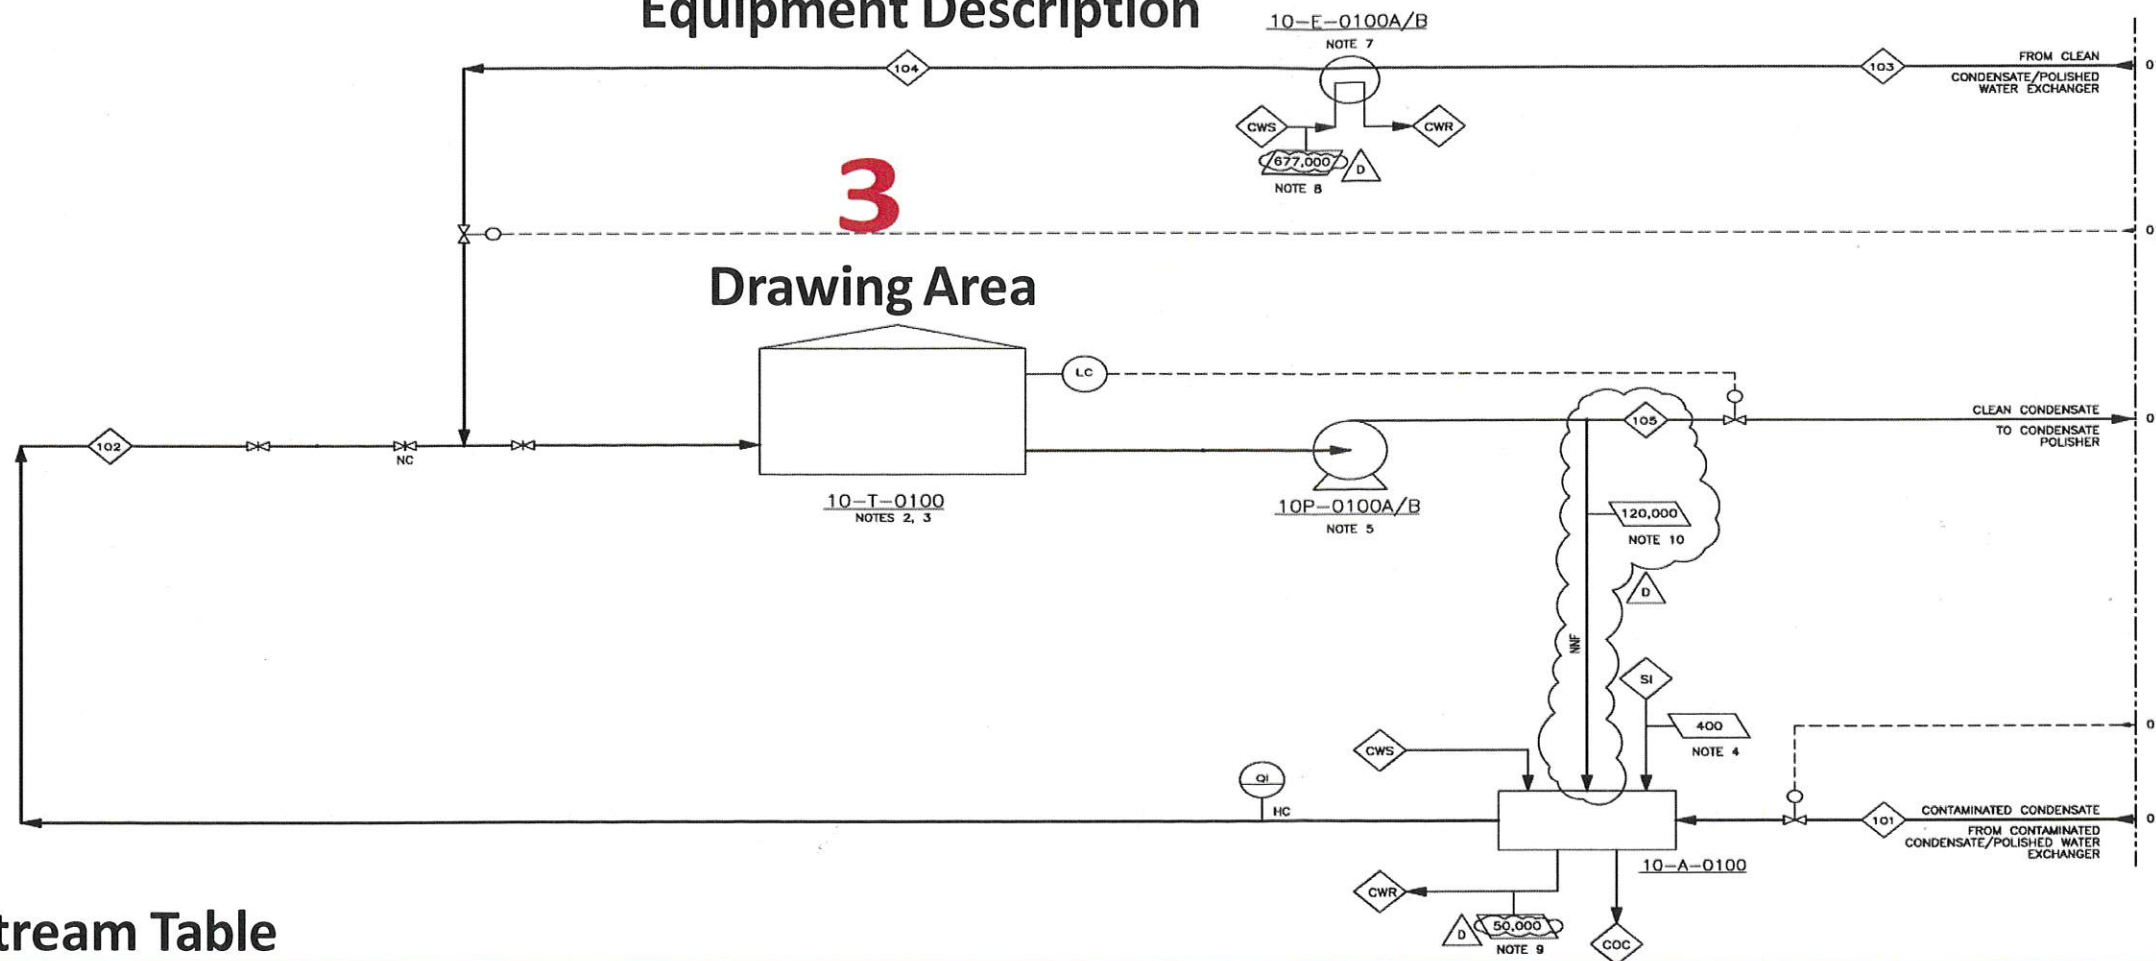 Equipment Description
10-E-0100A/B
NOTE 7
104
103
FROM CLEAN
CONDENSATE/POLISHED
WATER EXCHANGER
CWS
CWR
677,000
D
NOTE 8
3
Drawing Area
LC
105
CLEAN CONDENSATE
TO CONDENSATE
POLISHER
102
NC
10-T-0100
NOTES 2, 3
10P-0100A/B
NOTE 5
120,000
NOTE 10
D
NNF
SI
400
NOTE 4
CWS
QI
HC
101
CONTAMINATED CONDENSATE
FROM CONTAMINATED
CONDENSATE/POLISHED WATER
EXCHANGER
10-A-0100
CWR
D
50,000
NOTE 9
COC
tream Table